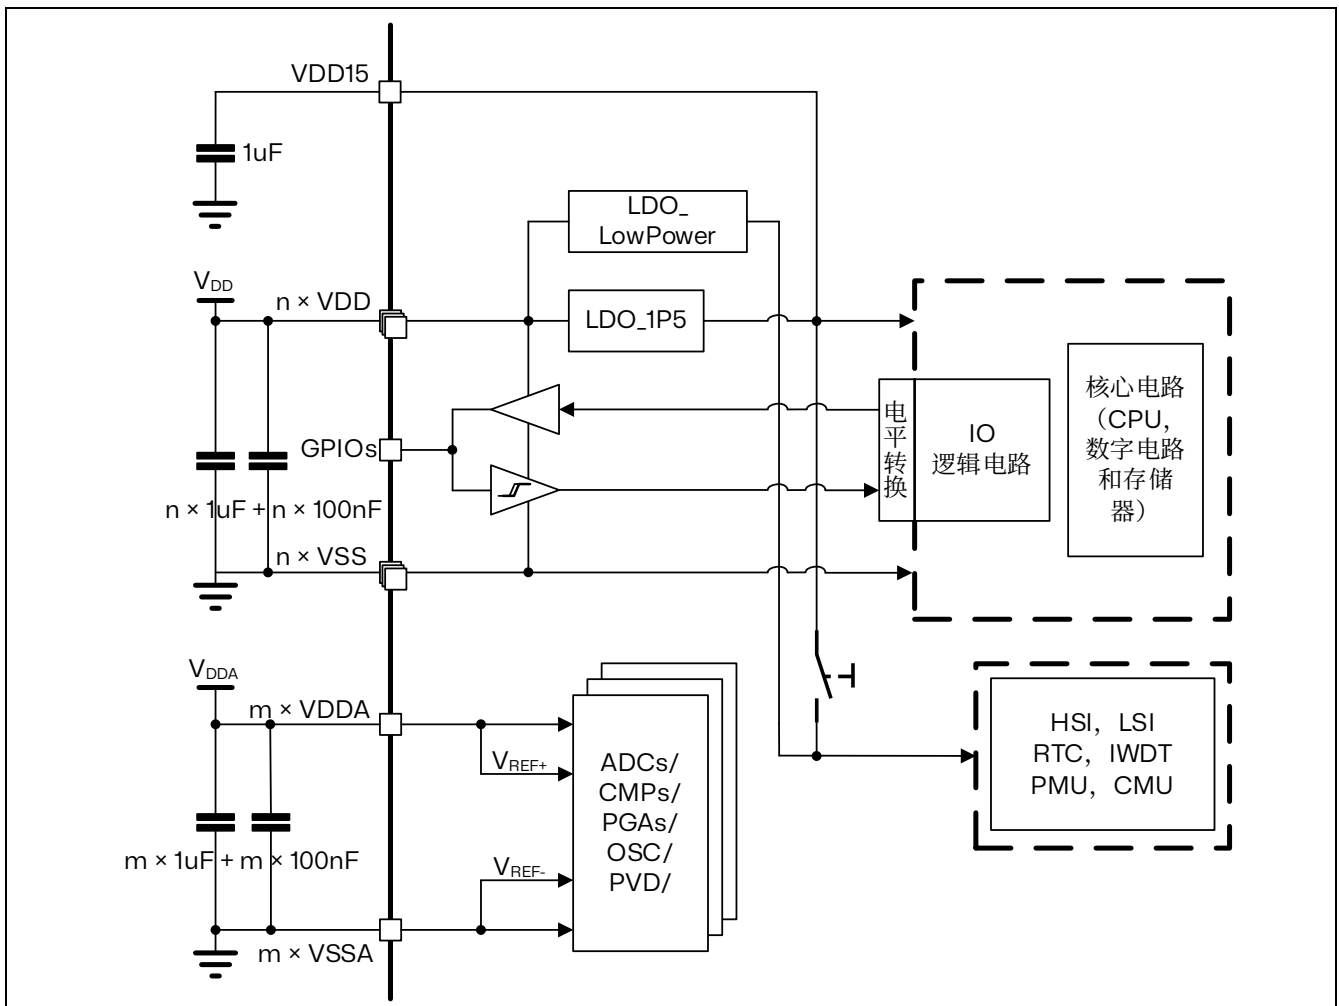 VDD15
1uF
LDO_
LowPower
VDD
n × VDD
LDO_1P5
GPIOs
n × 1uF + n × 100nF
n × VSS
电
平
转
换
IO
逻辑电路
核心电路
（CPU，
数字电路
和存储
器）
VDDA
m × VDDA
VREF+
m × 1uF + m × 100nF
VREF-
m × VSSA
ADCs/
CMPs/
PGAs/
OSC/
PVD/
HSI，LSI
RTC，IWDT
PMU，CMU